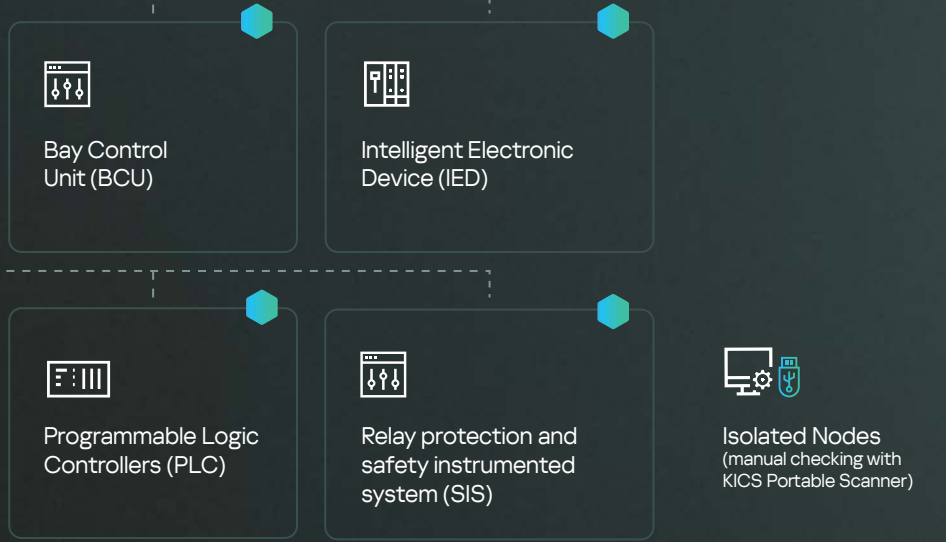 Bay Control
Unit (BCU)
Intelligent Electronic
Device (IED)
Programmable Logic
Controllers (PLC)
Relay protection and
safety instrumented
system (SIS)
Isolated Nodes
(manual checking with
KICS Portable Scanner)